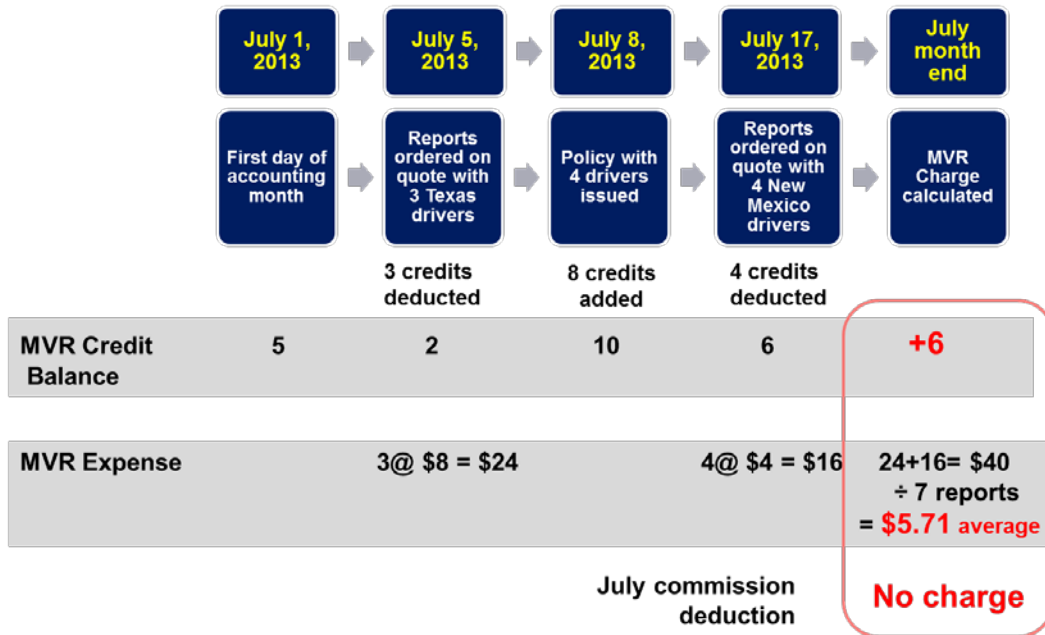 July 1,
2013
July 5,
2013
July 8,
2013
July 17,
2013
July
month
end
First day of
accounting
month
Reports
ordered on
quote with
3 Texas
drivers
Policy with
4 drivers
issued
Reports
ordered on
quote with
4 New
Mexico
drivers
MVR
Charge
calculated
3 credits
deducted
8 credits
added
4 credits
deducted
MVR Credit
Balance
5
2
10
6
+6
MVR Expense
3@ $8 = $24
4@ $4 = $16
24+16= $40
÷ 7 reports
= $5.71 average
July commission
deduction
No charge